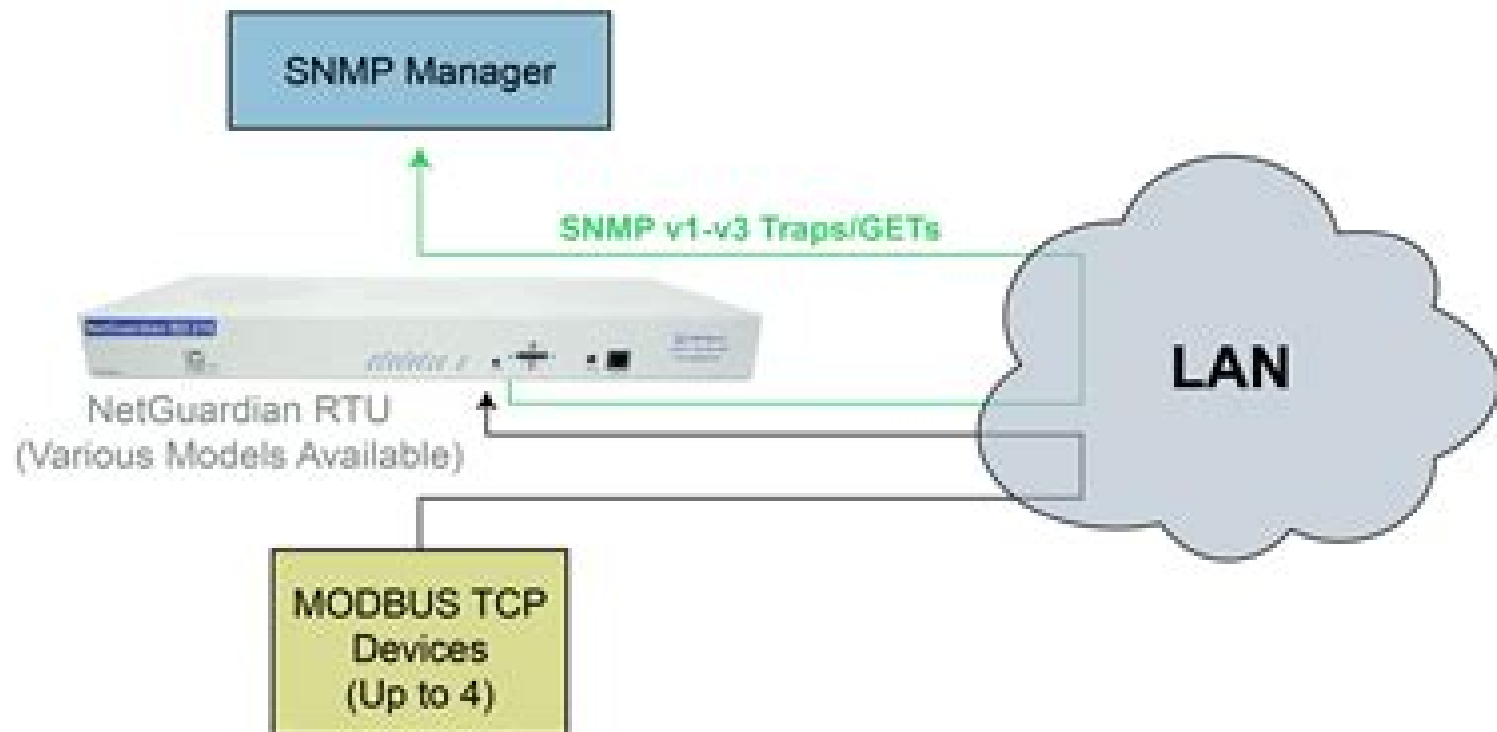 SNMP Manager
SNMP v1-v3 Traps/GETs
LAN
NetGuardian RTU
(Various Models Available)
MODBUS TCP
Devices
(Up to 4)